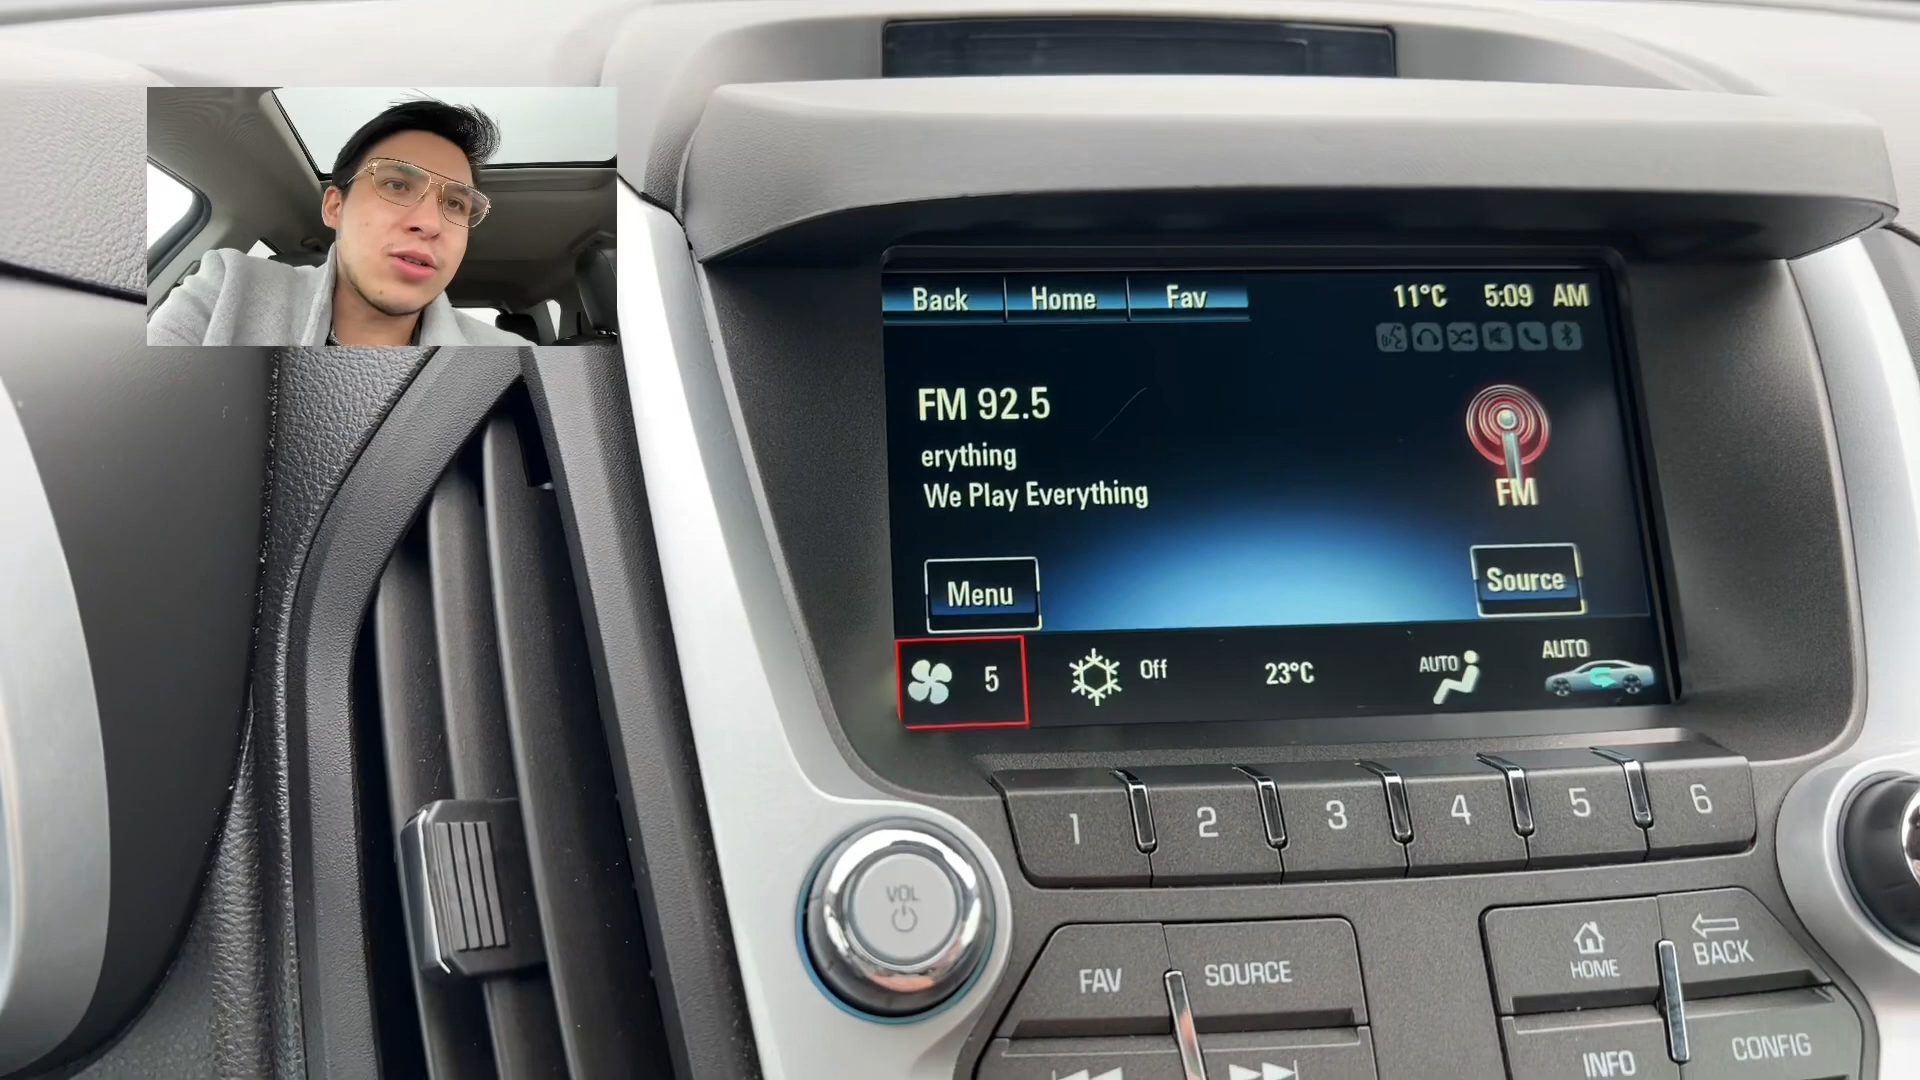 Back Home Fav 11°C 5:09 AM
FM 92.5
erything
We Play Everything
FM
Menu
Source
5 Off 23°C AUTO AUTO
1 2 3 4 5 6
VOL
FAV SOURCE
HOME BACK
INFO CONFIG